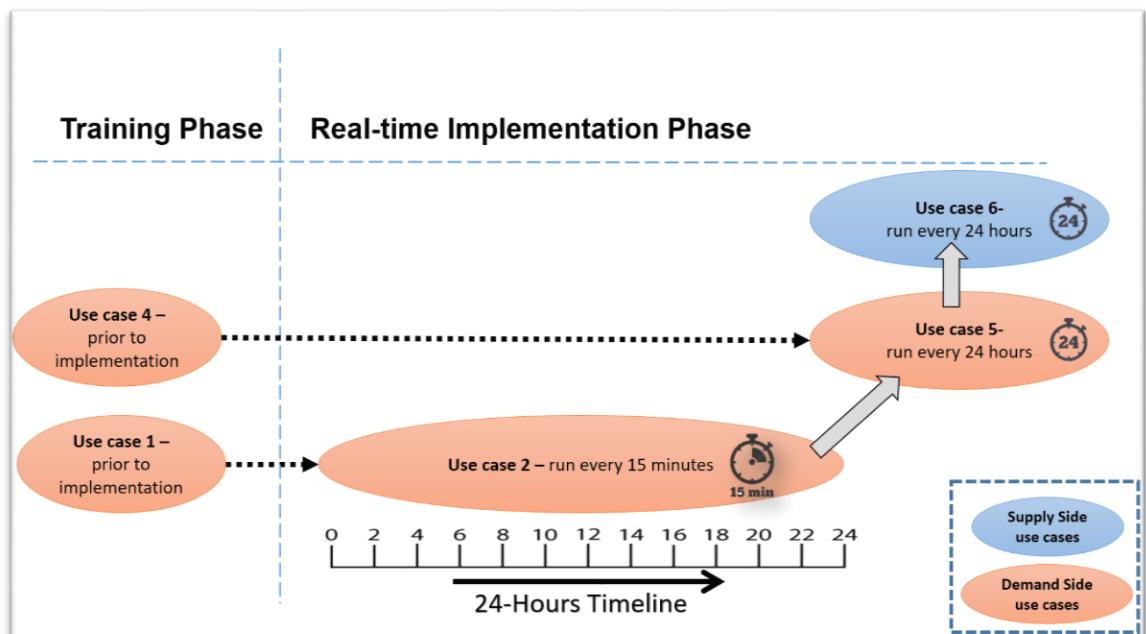 Training Phase
Real-time Implementation Phase
Use case 6-
run every 24 hours
24
Use case 4 –
prior to
implementation
Use case 5-
run every 24 hours
24
Use case 1 –
prior to
implementation
Use case 2 – run every 15 minutes
15 min
0 2 4 6 8 10 12 14 16 18 20 22 24
24-Hours Timeline
Supply Side
use cases
Demand Side
use cases